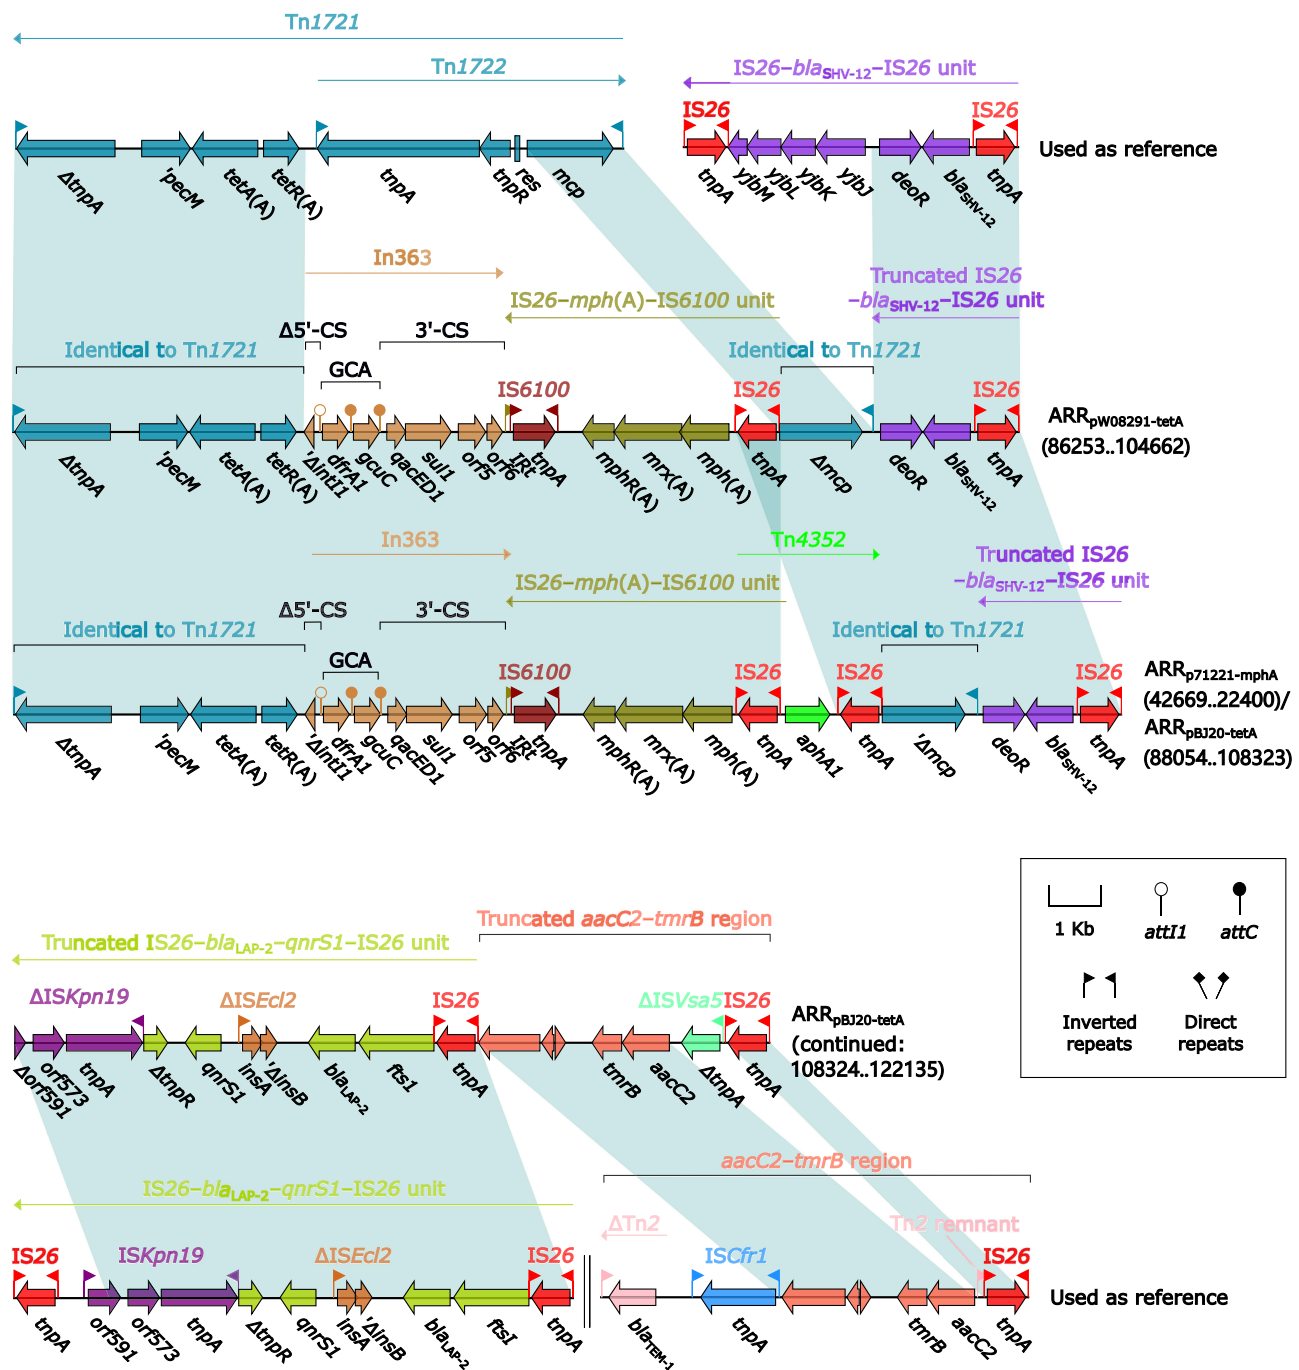 Tn1721
Tn1722
IS26–blaSHV-12–IS26 unit
IS26 IS26
Used as reference
ΔtnpA 'pecM tetA(A) tetR(A) tnpA tnpR res mcp tnpA yjbM yjbL yjbK yjbJ deoR blaSHV-12 tnpA
In363
Truncated IS26
–blaSHV-12–IS26 unit
IS26–mph(A)–IS6100 unit
Δ5'-CS 3'-CS
Identical to Tn1721 GCA Identical to Tn1721
IS6100 IS26 IS26
ARRpW08291-tetA
(86253..104662)
ΔtnpA 'pecM tetA(A) tetR(A) 'ΔintI1 dfrA1 gcuC qacED1 sul1 orf5 orf6 IRt tnpA mphR(A) mrx(A) mph(A) tnpA Δmcp deoR blaSHV-12 tnpA
In363 Tn4352
Truncated IS26
–blaSHV-12–IS26 unit
IS26–mph(A)–IS6100 unit
Δ5'-CS 3'-CS
Identical to Tn1721 GCA Identical to Tn1721
IS6100 IS26 IS26 IS26
ARRp71221-mphA
(42669..22400)/
ARRpBJ20-tetA
(88054..108323)
ΔtnpA 'pecM tetA(A) tetR(A) 'ΔintI1 dfrA1 gcuC qacED1 sul1 orf5 orf6 IRt tnpA mphR(A) mrx(A) mph(A) tnpA aphA1 tnpA 'Δmcp deoR blaSHV-12 tnpA
Truncated aacC2–tmrB region
Truncated IS26–blaLAP-2–qnrS1–IS26 unit
ΔISKpn19 ΔISEcl2 IS26 ΔISVsa5 IS26
ARRpBJ20-tetA
(continued:
108324..122135)
Δorf591 orf573 tnpA ΔtnpR qnrS1 insA 'ΔinsB blaLAP-2 fts1 tnpA tmrB aacC2 ΔtnpA tnpA
1 Kb attI1 attC
Inverted
repeats
Direct
repeats
aacC2–tmrB region
IS26–blaLAP-2–qnrS1–IS26 unit
ΔTn2 Tn2 remnant
IS26 ISKpn19 ΔISEcl2 IS26 ISCfr1 IS26
Used as reference
tnpA orf591 orf573 tnpA ΔtnpR qnrS1 insA 'ΔinsB blaLAP-2 ftsI tnpA blaTEM-1 tnpA tmrB aacC2 tnpA